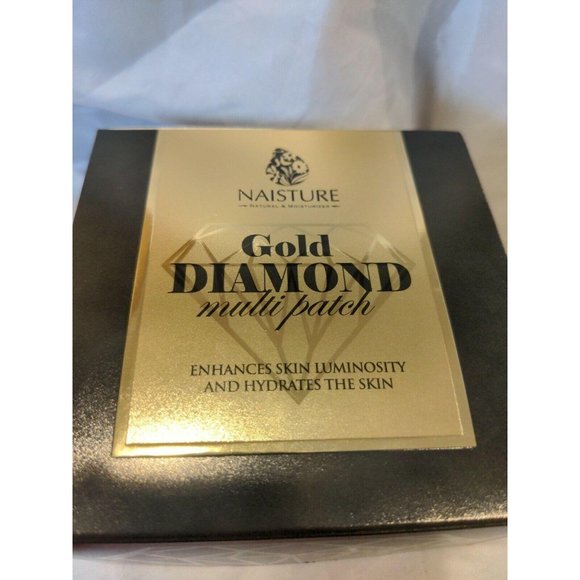 NAISTURE
NATURAL & MOISTURIZER
Gold
DIAMOND
multi patch
ENHANCES SKIN LUMINOSITY
AND HYDRATES THE SKIN